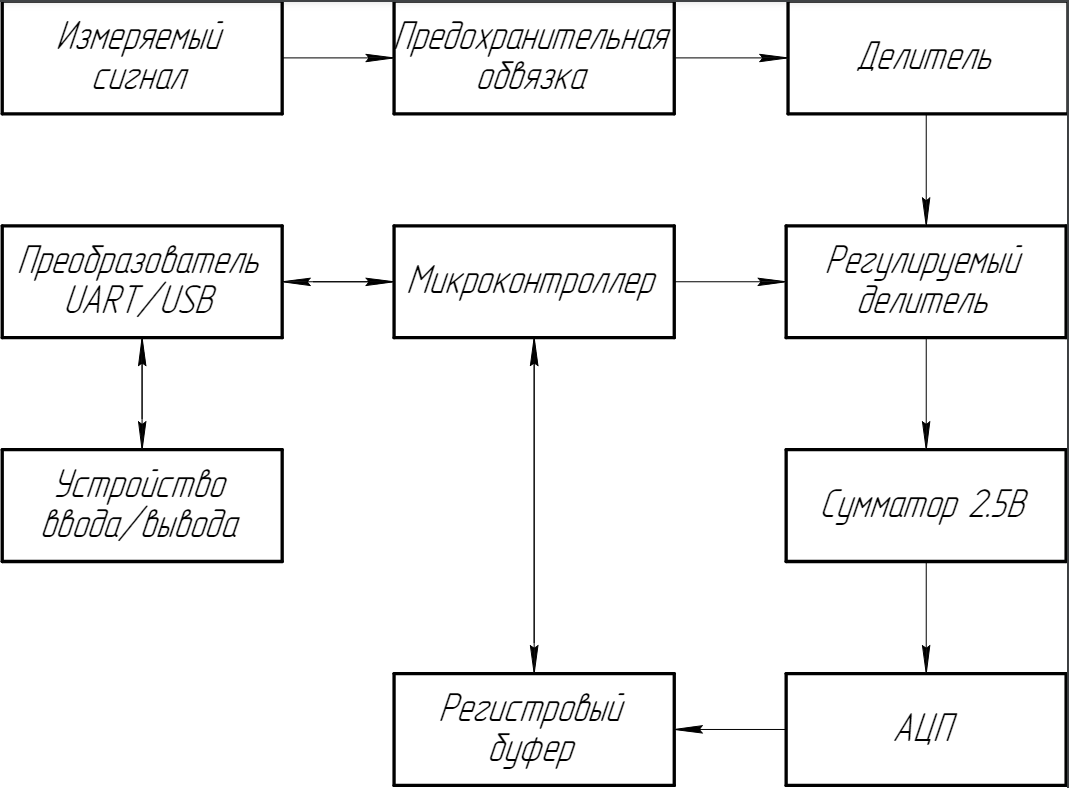 Измеряемый
сигнал
Предохранительная
обвязка
Делитель
Преобразователь
UART/USB
Микроконтроллер
Регулируемый
делитель
Устройство
ввода/вывода
Сумматор 2.5В
Регистровый
буфер
АЦП